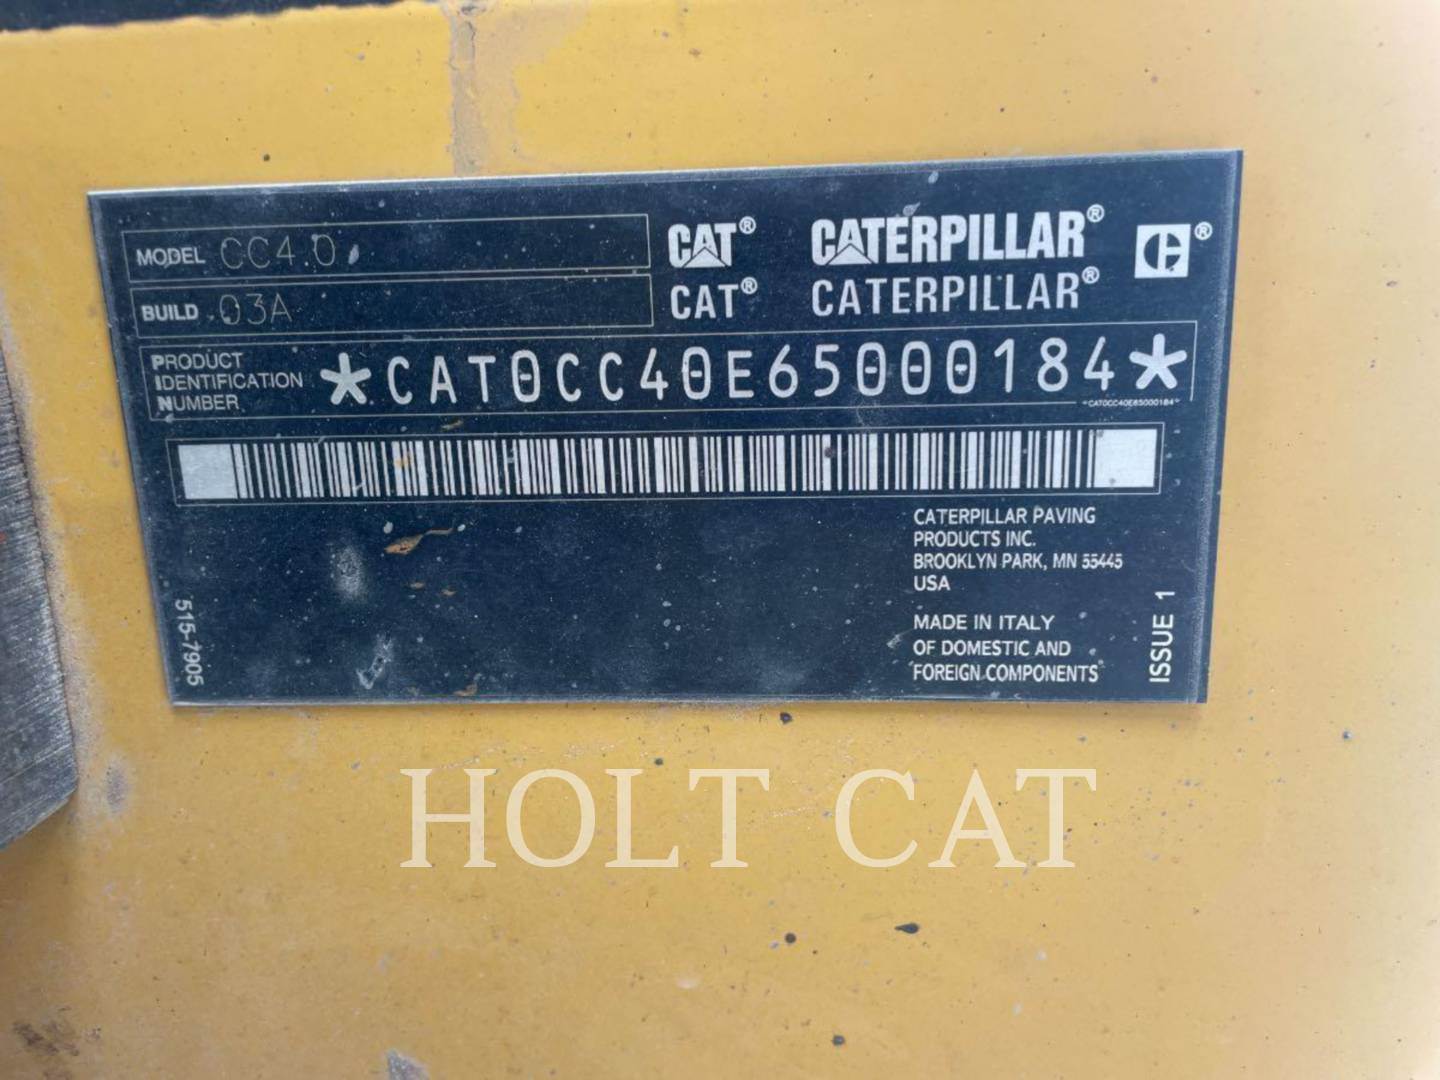 MODEL CC4.0
BUILD 03A
CAT® CATERPILLAR®
CAT® CATERPILLAR®
PRODUCT
IDENTIFICATION
NUMBER
*CAT0CC40E65000184*
*CAT0CC40E65000184*
CATERPILLAR PAVING
PRODUCTS INC.
BROOKLYN PARK, MN 55445
USA
MADE IN ITALY
OF DOMESTIC AND
FOREIGN COMPONENTS
515-7905
ISSUE 1
HOLT CAT